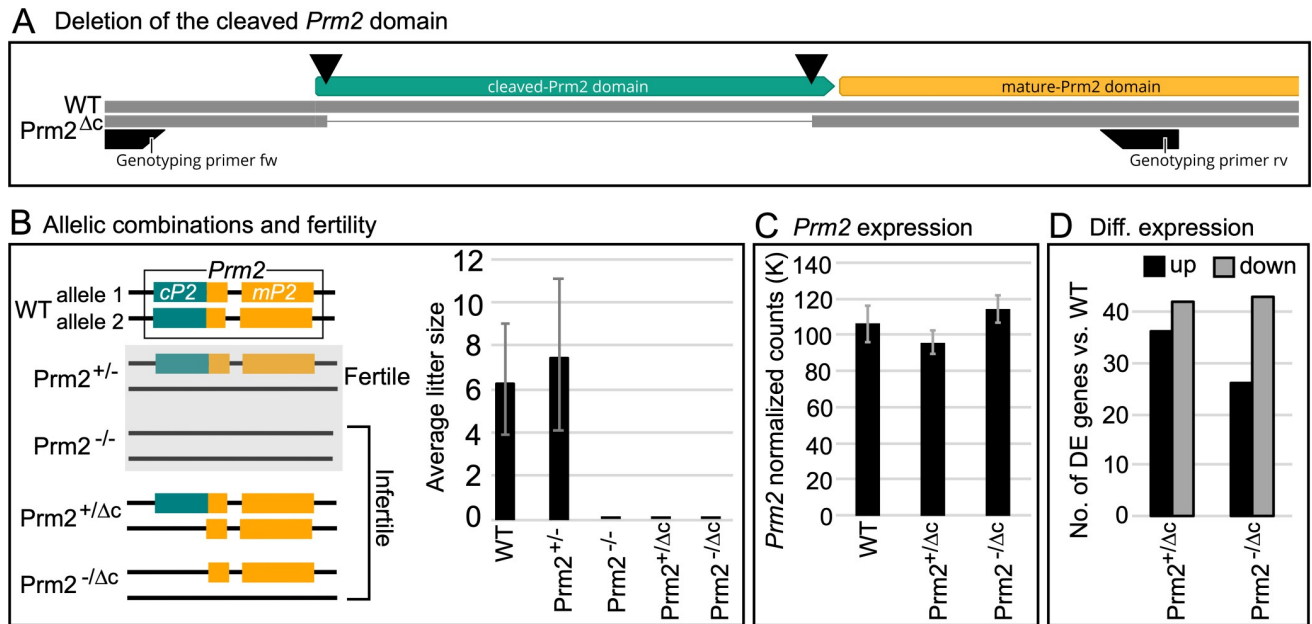 A Deletion of the cleaved Prm2 domain
cleaved-Prm2 domain
mature-Prm2 domain
WT
Prm2 Δc
Genotyping primer fw
Genotyping primer rv
B Allelic combinations and fertility
Prm2
WT allele 1
cP2
mP2
allele 2
Prm2 +/-
Fertile
Prm2 -/-
Prm2 +/Δc
Infertile
Prm2 -/Δc
Average litter size
12
10
8
6
4
2
0
WT
Prm2 +/-
Prm2 -/-
Prm2 +/Δc
Prm2 -/Δc
C Prm2 expression
Prm2 normalized counts (K)
140
120
100
80
60
40
20
0
WT
Prm2 +/Δc
Prm2 -/Δc
D Diff. expression
up
down
No. of DE genes vs. WT
40
30
20
10
0
Prm2 +/Δc
Prm2 -/Δc